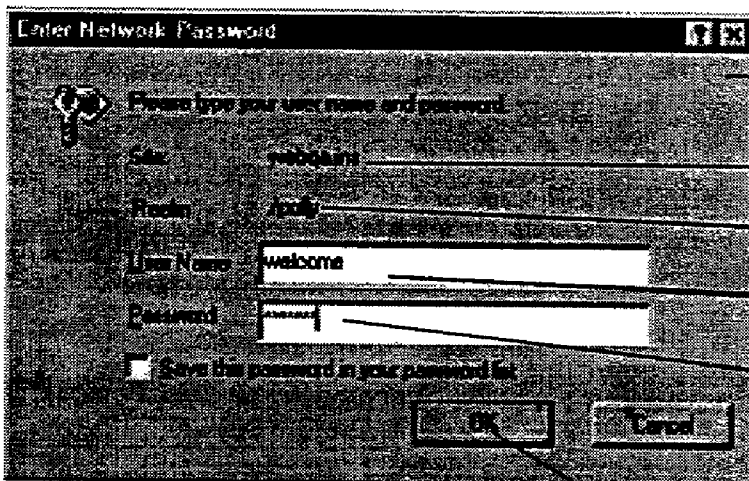 Enter Network Password
Please type your user name and password.
Site:
Realm
User Name welcome
Password *******
Save this password in your password list
OK Cancel